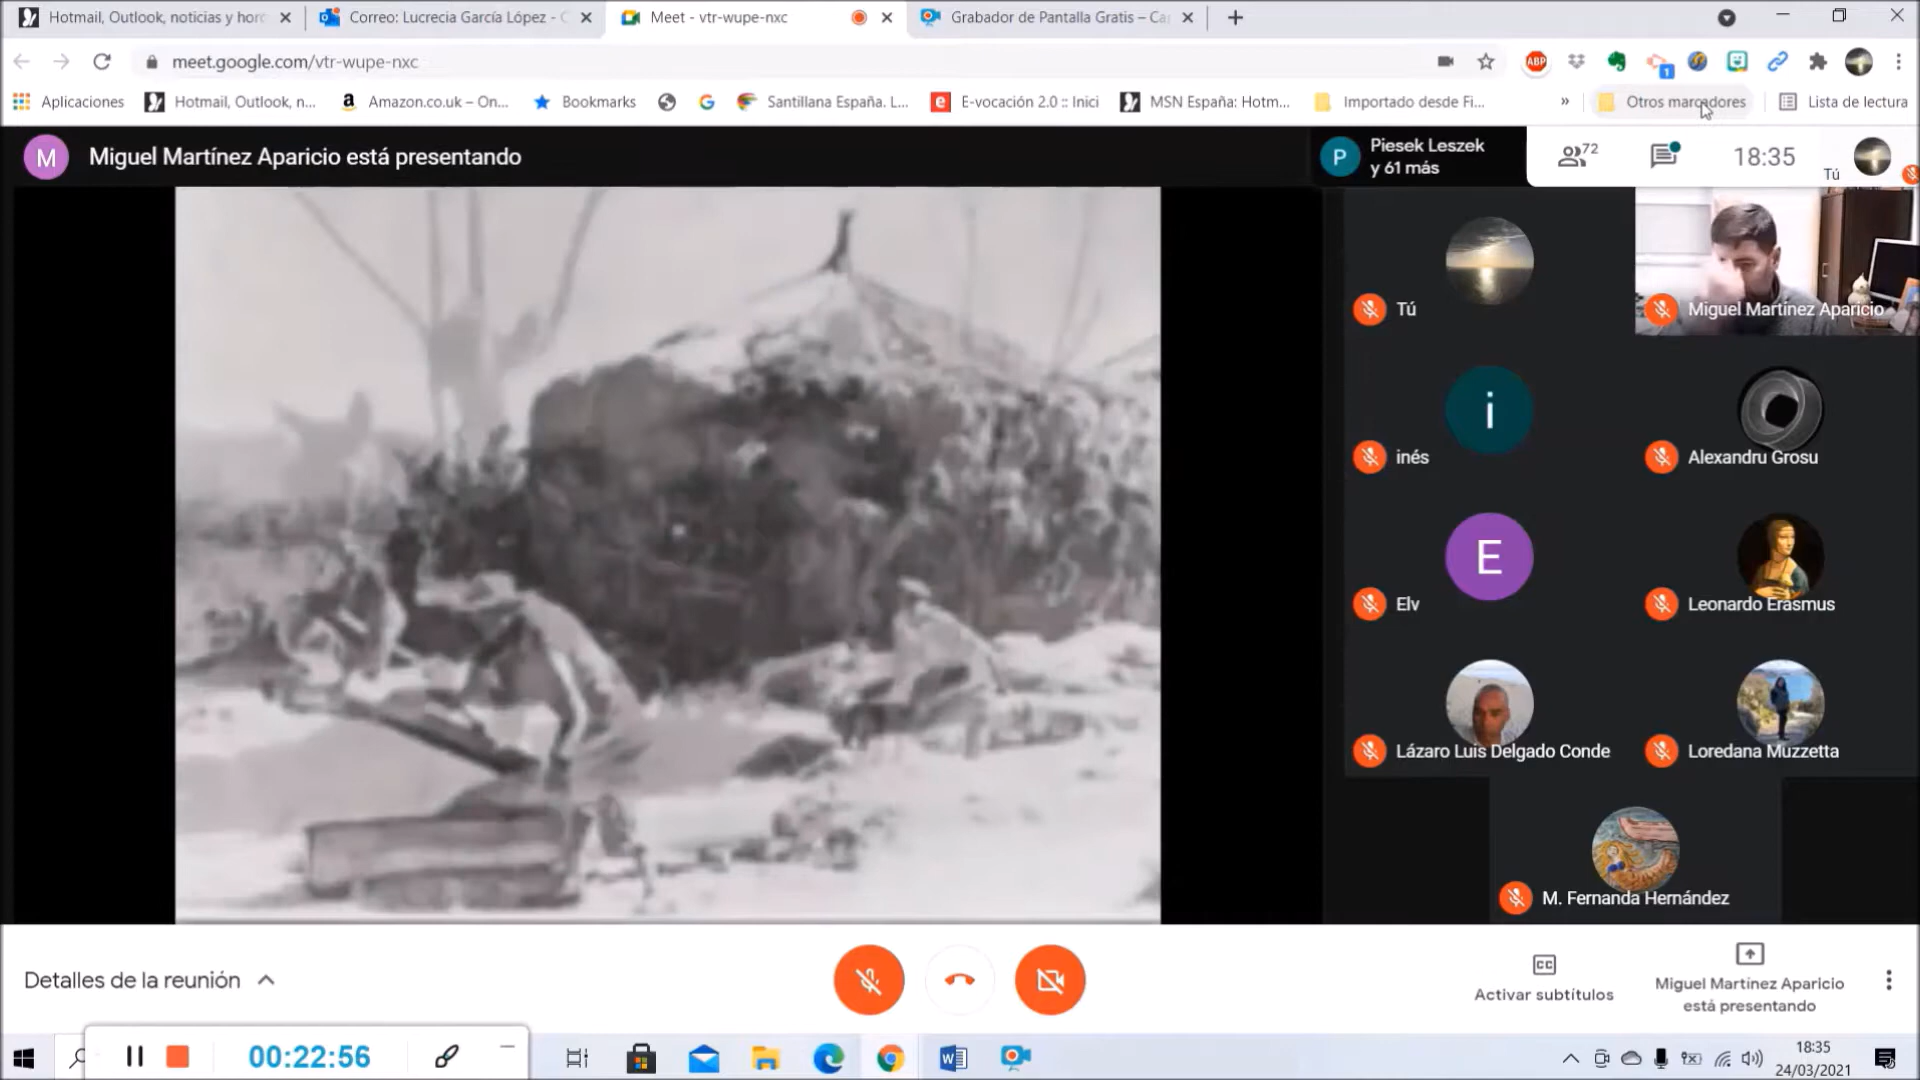 Hotmail, Outlook, noticias y horó
Correo: Lucrecia García López - O
Meet - vtr-wupe-nxc
Grabador de Pantalla Gratis – Ca
meet.google.com/vtr-wupe-nxc
ABP
1
Aplicaciones
Hotmail, Outlook, n...
Amazon.co.uk – On...
Bookmarks
Santillana España. L...
E-vocación 2.0 :: Inici
MSN España: Hotm...
Importado desde Fi...
»
Otros marcadores
Lista de lectura
M
Miguel Martínez Aparicio está presentando
P
Piesek Leszek
y 61 más
72
18:35
Tú
Tú
Miguel Martínez Aparicio
i
inés
Alexandru Grosu
E
Elv
Leonardo Erasmus
Lázaro Luis Delgado Conde
Loredana Muzzetta
M. Fernanda Hernández
Detalles de la reunión
CC
Activar subtítulos
Miguel Martínez Aparicio
está presentando
00:22:56
18:35
24/03/2021